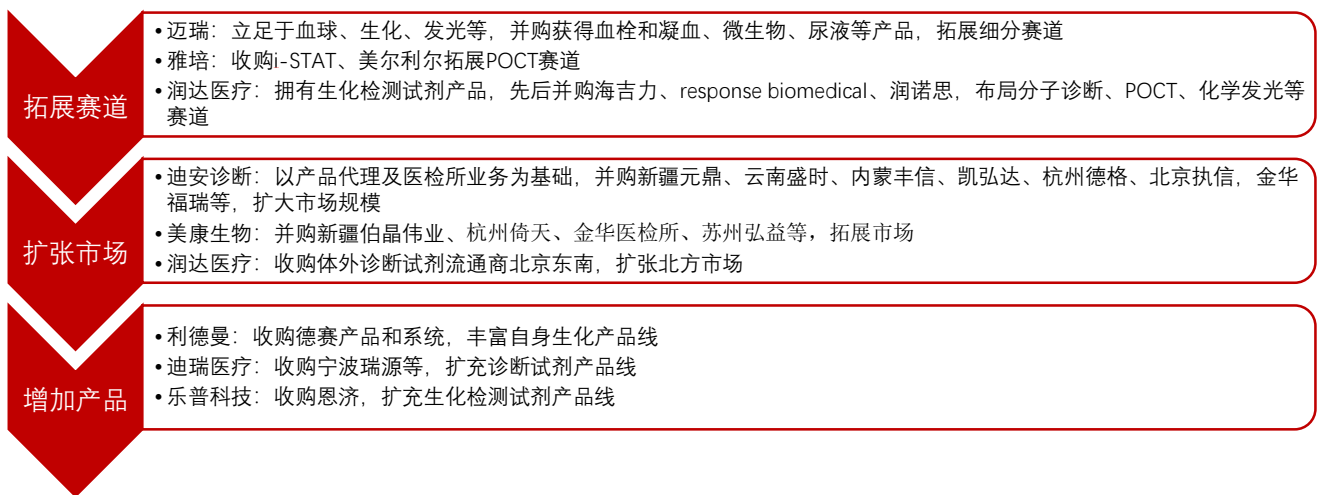 拓展赛道
•迈瑞：立足于血球、生化、发光等，并购获得血栓和凝血、微生物、尿液等产品，拓展细分赛道
•雅培：收购i-STAT、美尔利尔拓展POCT赛道
•润达医疗：拥有生化检测试剂产品，先后并购海吉力、response biomedical、润诺思，布局分子诊断、POCT、化学发光等
赛道
扩张市场
•迪安诊断：以产品代理及医检所业务为基础，并购新疆元鼎、云南盛时、内蒙丰信、凯弘达、杭州德格、北京执信，金华
福瑞等，扩大市场规模
•美康生物：并购新疆伯晶伟业、杭州倚天、金华医检所、苏州弘益等，拓展市场
•润达医疗：收购体外诊断试剂流通商北京东南，扩张北方市场
增加产品
•利德曼：收购德赛产品和系统，丰富自身生化产品线
•迪瑞医疗：收购宁波瑞源等，扩充诊断试剂产品线
•乐普科技：收购恩济，扩充生化检测试剂产品线